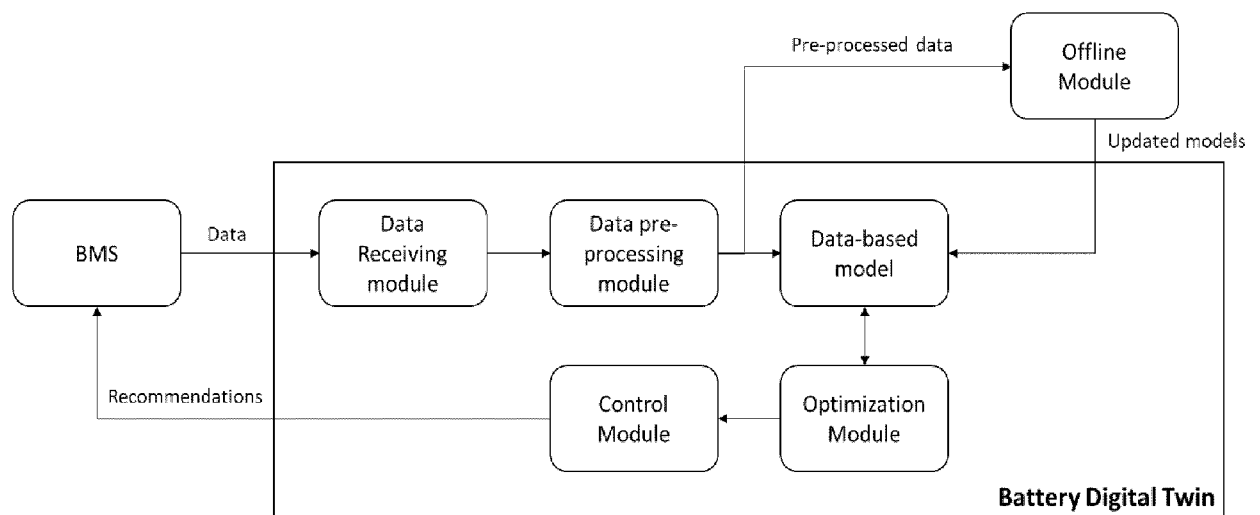 Pre-processed data
Offline
Module
Updated models
BMS
Data
Data
Receiving
module
Data pre-
processing
module
Data-based
model
Recommendations
Control
Module
Optimization
Module
Battery Digital Twin